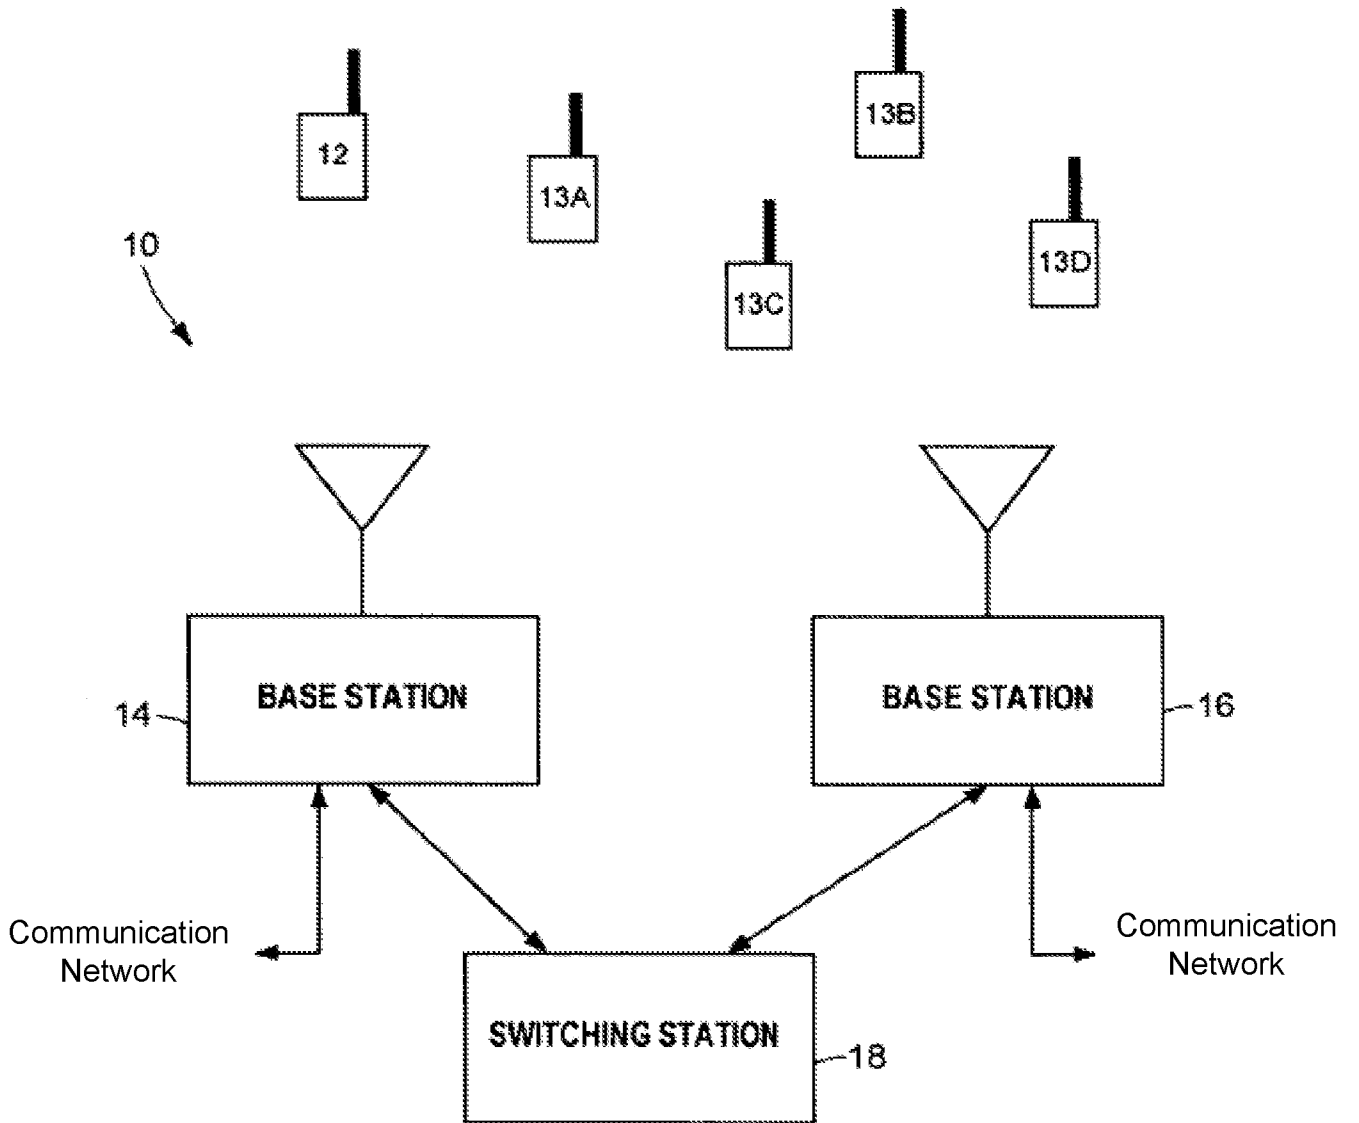 13B
12
13A
10
13D
13C
BASE STATION
14
BASE STATION
16
Communication
Network
Communication
Network
SWITCHING STATION
18